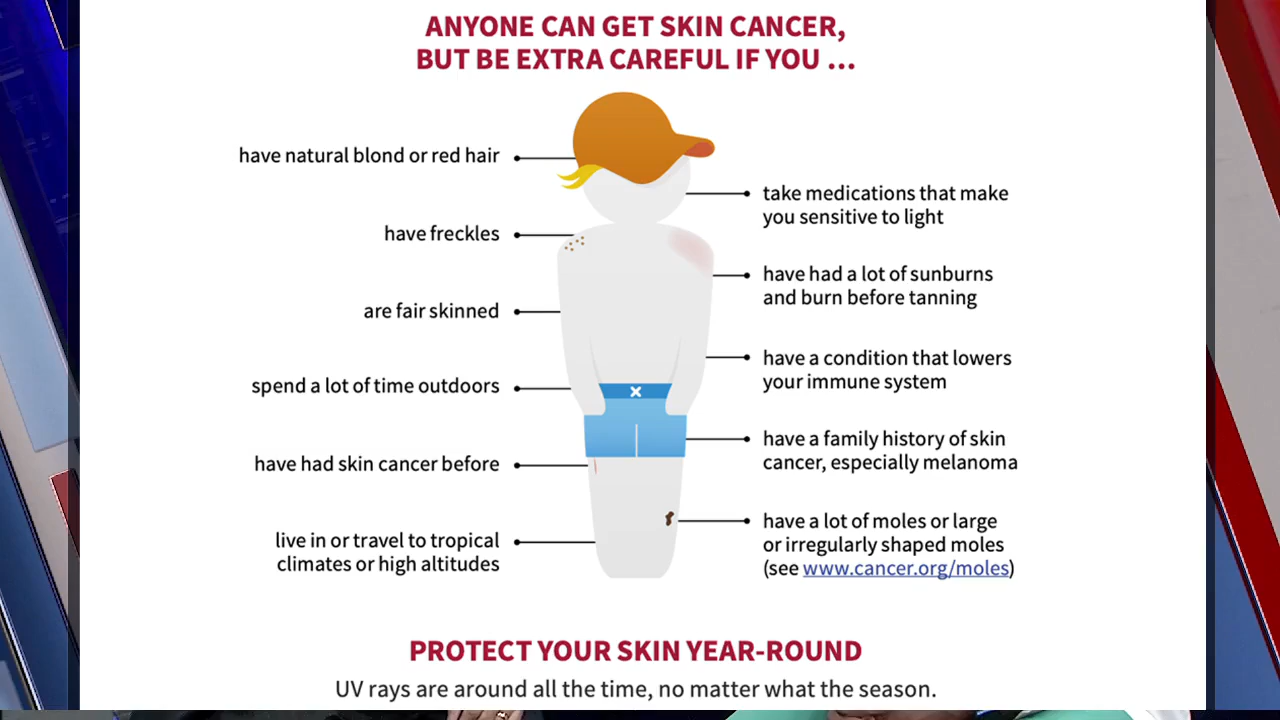 ANYONE CAN GET SKIN CANCER,
BUT BE EXTRA CAREFUL IF YOU ...
have natural blond or red hair
have freckles
are fair skinned
spend a lot of time outdoors
have had skin cancer before
live in or travel to tropical
climates or high altitudes
take medications that make
you sensitive to light
have had a lot of sunburns
and burn before tanning
have a condition that lowers
your immune system
have a family history of skin
cancer, especially melanoma
have a lot of moles or large
or irregularly shaped moles
(see www.cancer.org/moles)
PROTECT YOUR SKIN YEAR-ROUND
UV rays are around all the time, no matter what the season.